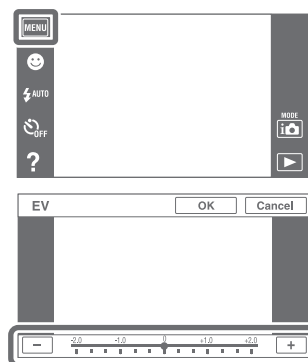 MENU
AUTO
OFF
?
MODE
i
EV OK Cancel
− -2.0 -1.0 0 +1.0 +2.0 +